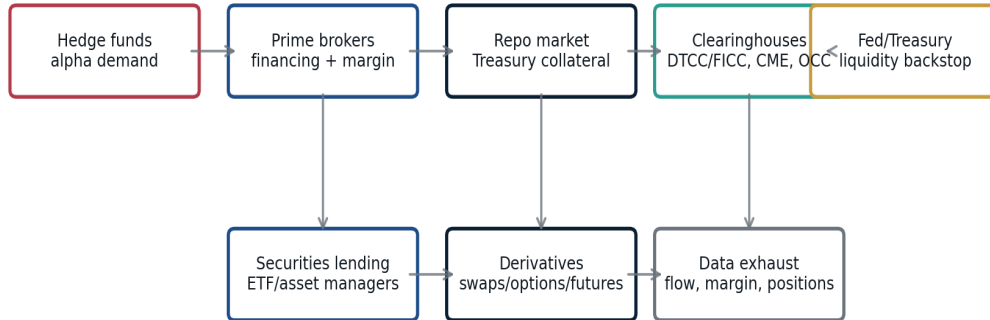 Hedge funds
alpha demand
Prime brokers
financing + margin
Repo market
Treasury collateral
Clearinghouses
DTCC/FICC, CME, OCC
Fed/Treasury
liquidity backstop
Securities lending
ETF/asset managers
Derivatives
swaps/options/futures
Data exhaust
flow, margin, positions